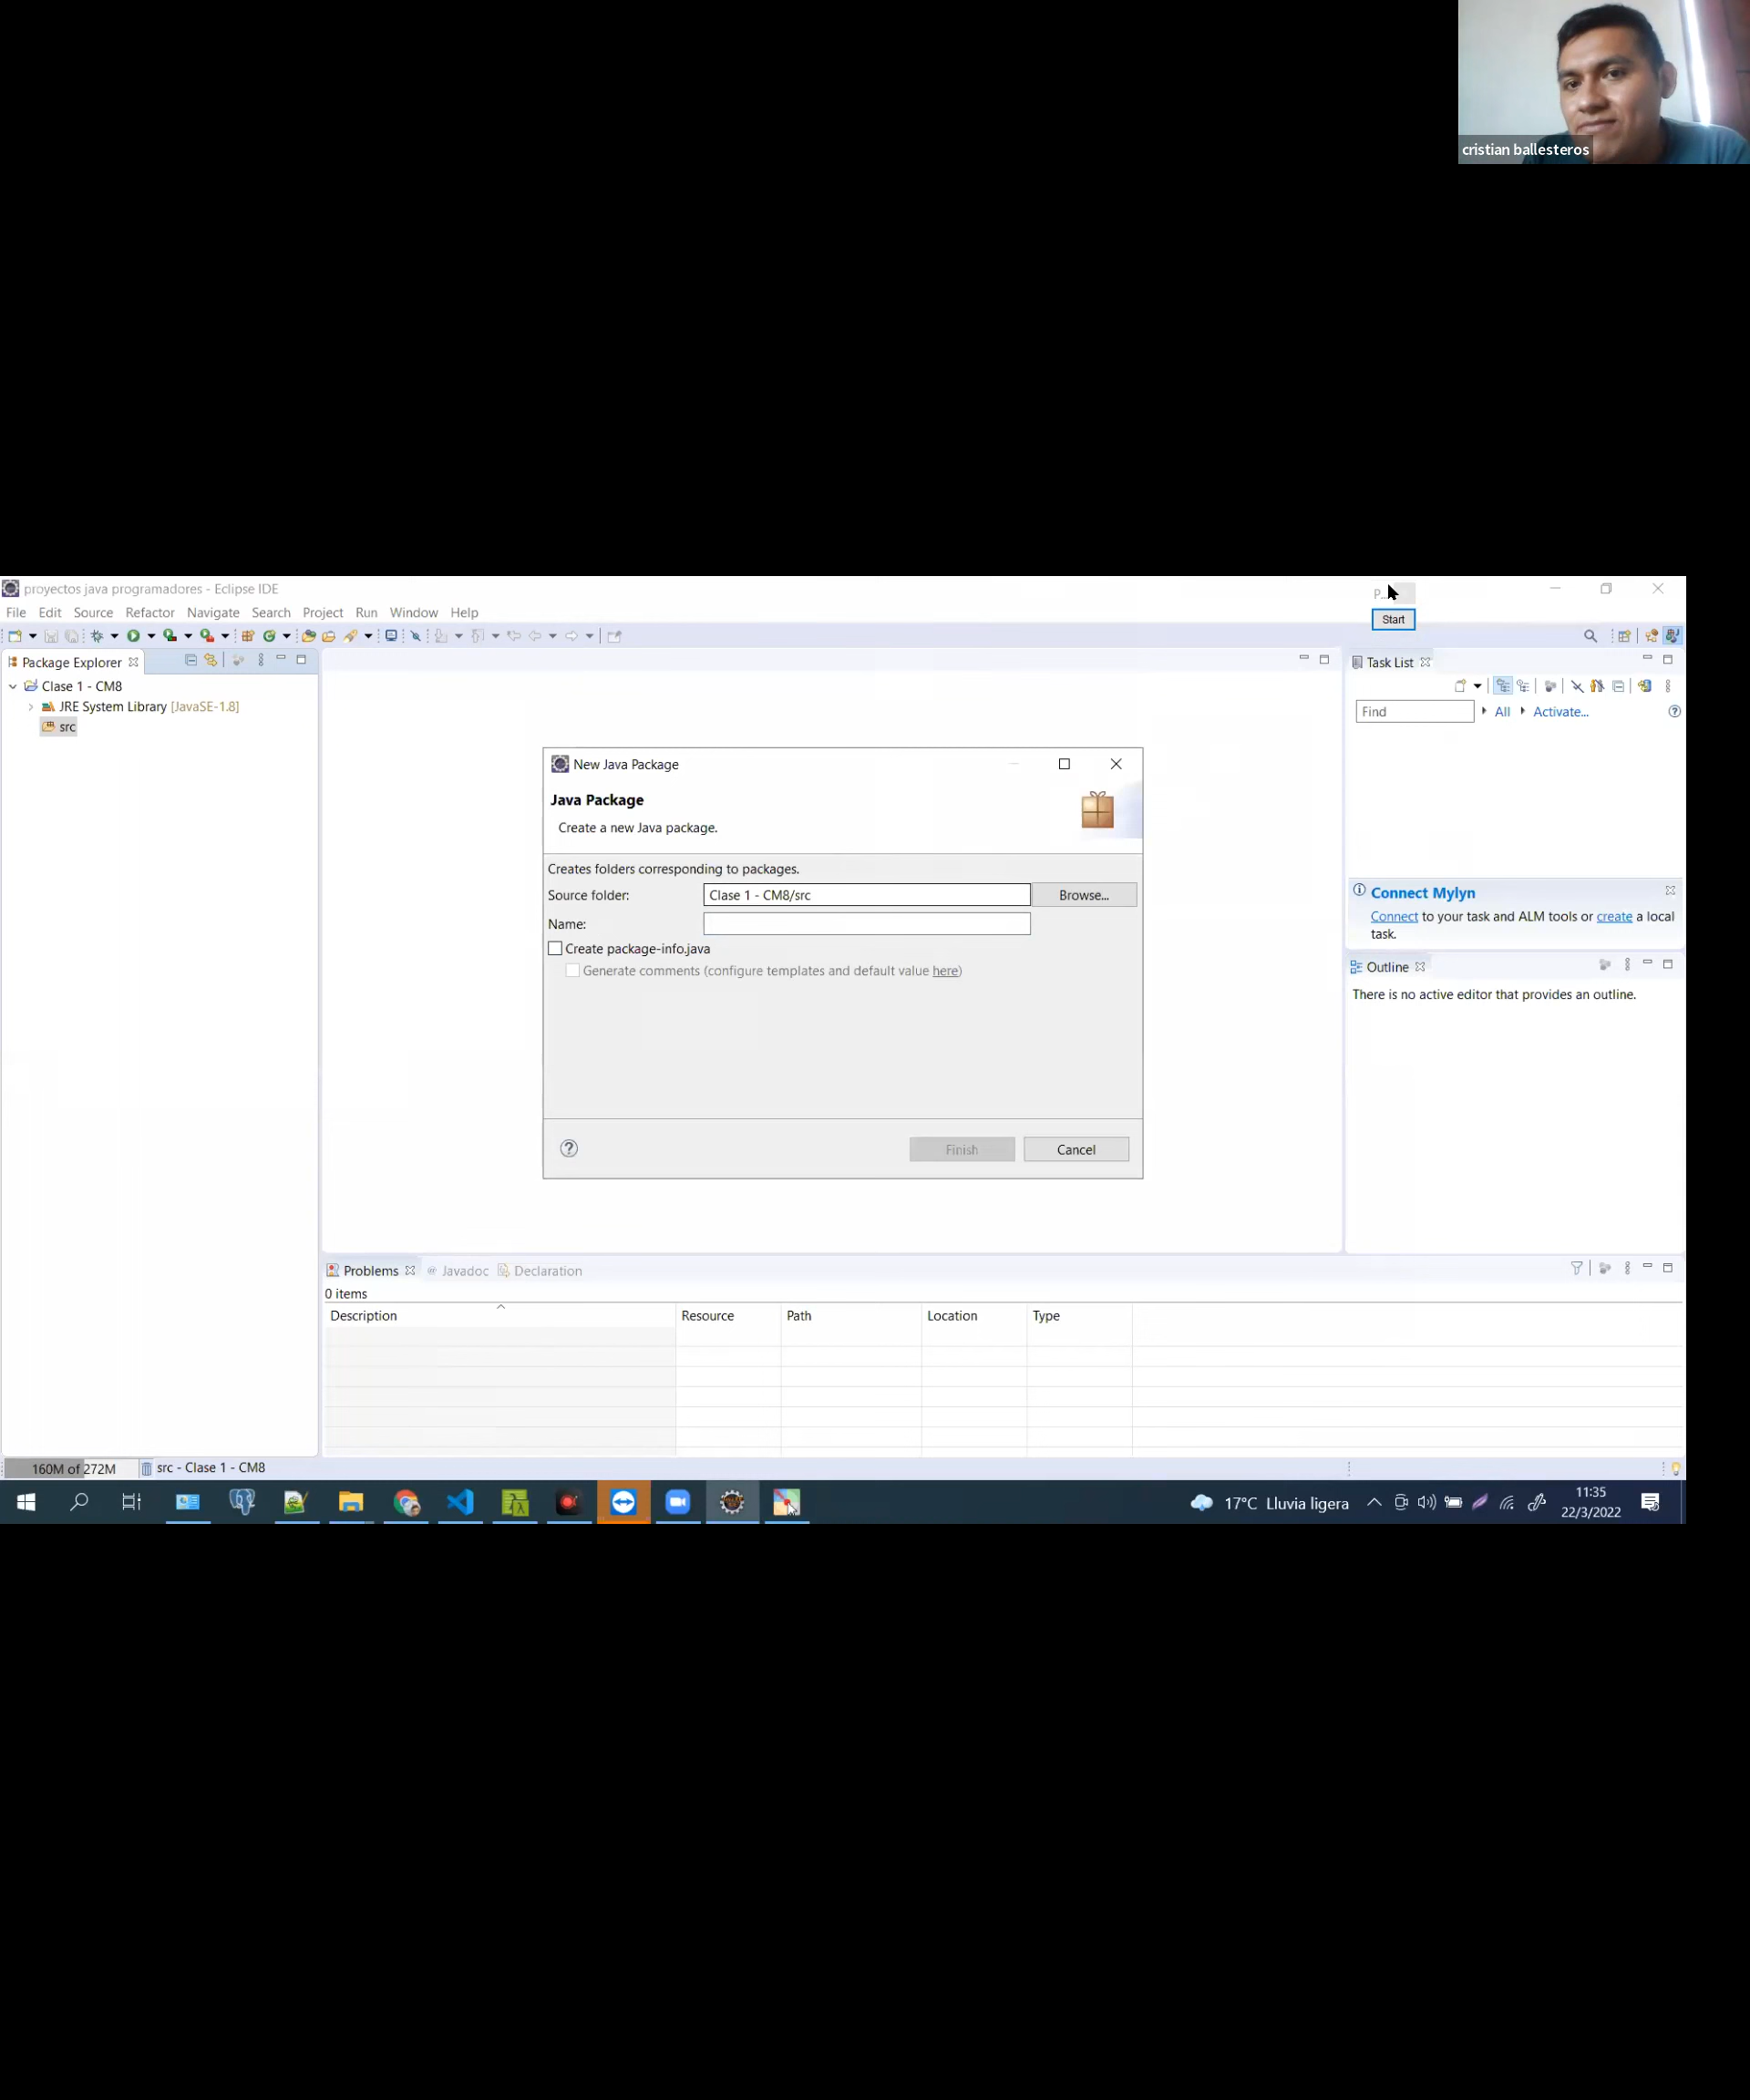 cristian ballesteros
proyectos java programadores - Eclipse IDE
P...
File Edit Source Refactor Navigate Search Project Run Window Help
Start
Package Explorer
Task List
Clase 1 - CM8
JRE System Library [JavaSE-1.8]
src
Find All Activate...
New Java Package
Java Package
Create a new Java package.
Creates folders corresponding to packages.
Source folder: Clase 1 - CM8/src Browse...
Name:
Create package-info.java
Generate comments (configure templates and default value here)
Finish Cancel
Connect Mylyn
Connect to your task and ALM tools or create a local
task.
Outline
There is no active editor that provides an outline.
Problems Javadoc Declaration
0 items
Description Resource Path Location Type
160M of 272M src - Clase 1 - CM8
17°C Lluvia ligera
11:35
22/3/2022